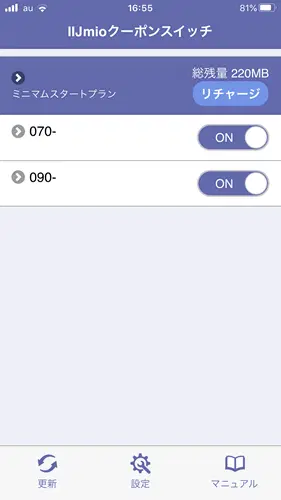 au 16:55 81%
IIJmioクーポンスイッチ
総残量 220MB
ミニマムスタートプラン リチャージ
070- ON
090- ON
更新 設定 マニュアル